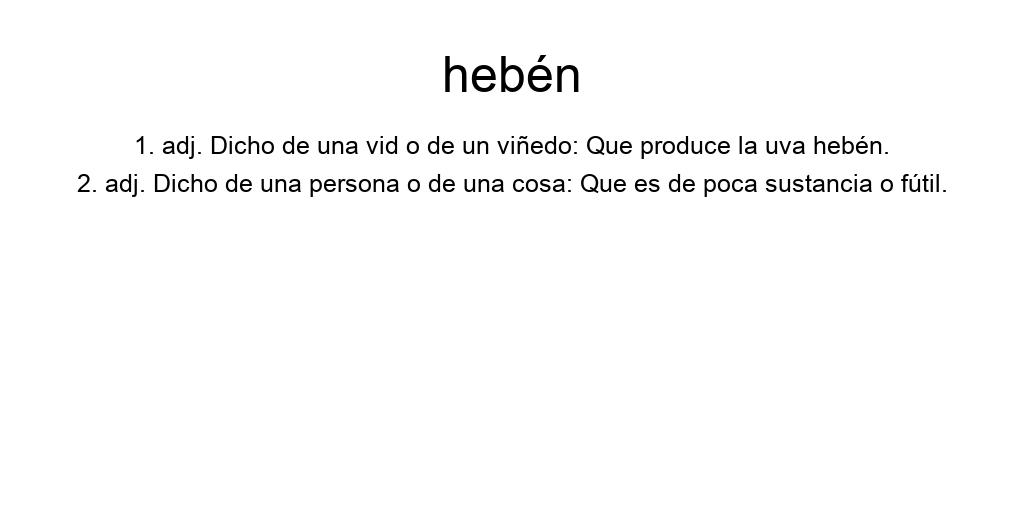 hebén
1. adj. Dicho de una vid o de un viñedo: Que produce la uva hebén.
2. adj. Dicho de una persona o de una cosa: Que es de poca sustancia o fútil.